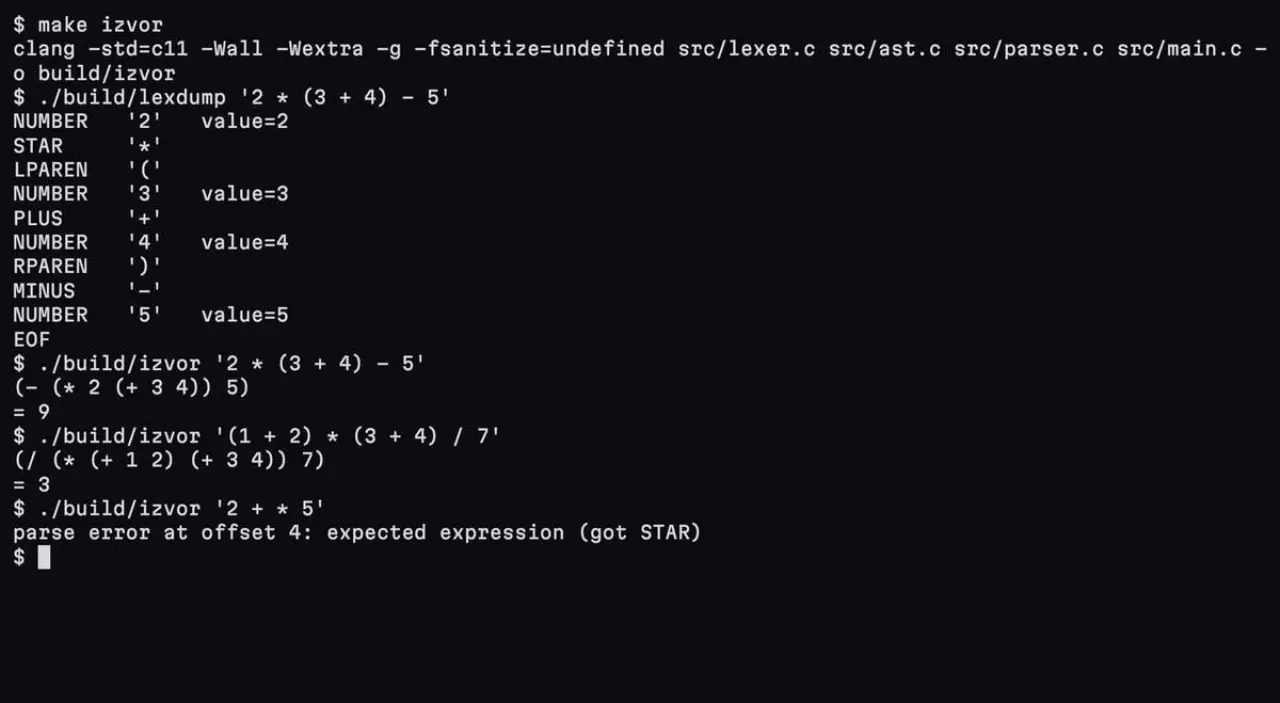 $ make izvor
clang -std=c11 -Wall -Wextra -g -fsanitize=undefined src/lexer.c src/ast.c src/parser.c src/main.c -
o build/izvor
$ ./build/lexdump '2 * (3 + 4) - 5'
NUMBER   '2'   value=2
STAR     '*'
LPAREN   '('
NUMBER   '3'   value=3
PLUS     '+'
NUMBER   '4'   value=4
RPAREN   ')'
MINUS    '-'
NUMBER   '5'   value=5
EOF
$ ./build/izvor '2 * (3 + 4) - 5'
(- (* 2 (+ 3 4)) 5)
= 9
$ ./build/izvor '(1 + 2) * (3 + 4) / 7'
(/ (* (+ 1 2) (+ 3 4)) 7)
= 3
$ ./build/izvor '2 + * 5'
parse error at offset 4: expected expression (got STAR)
$